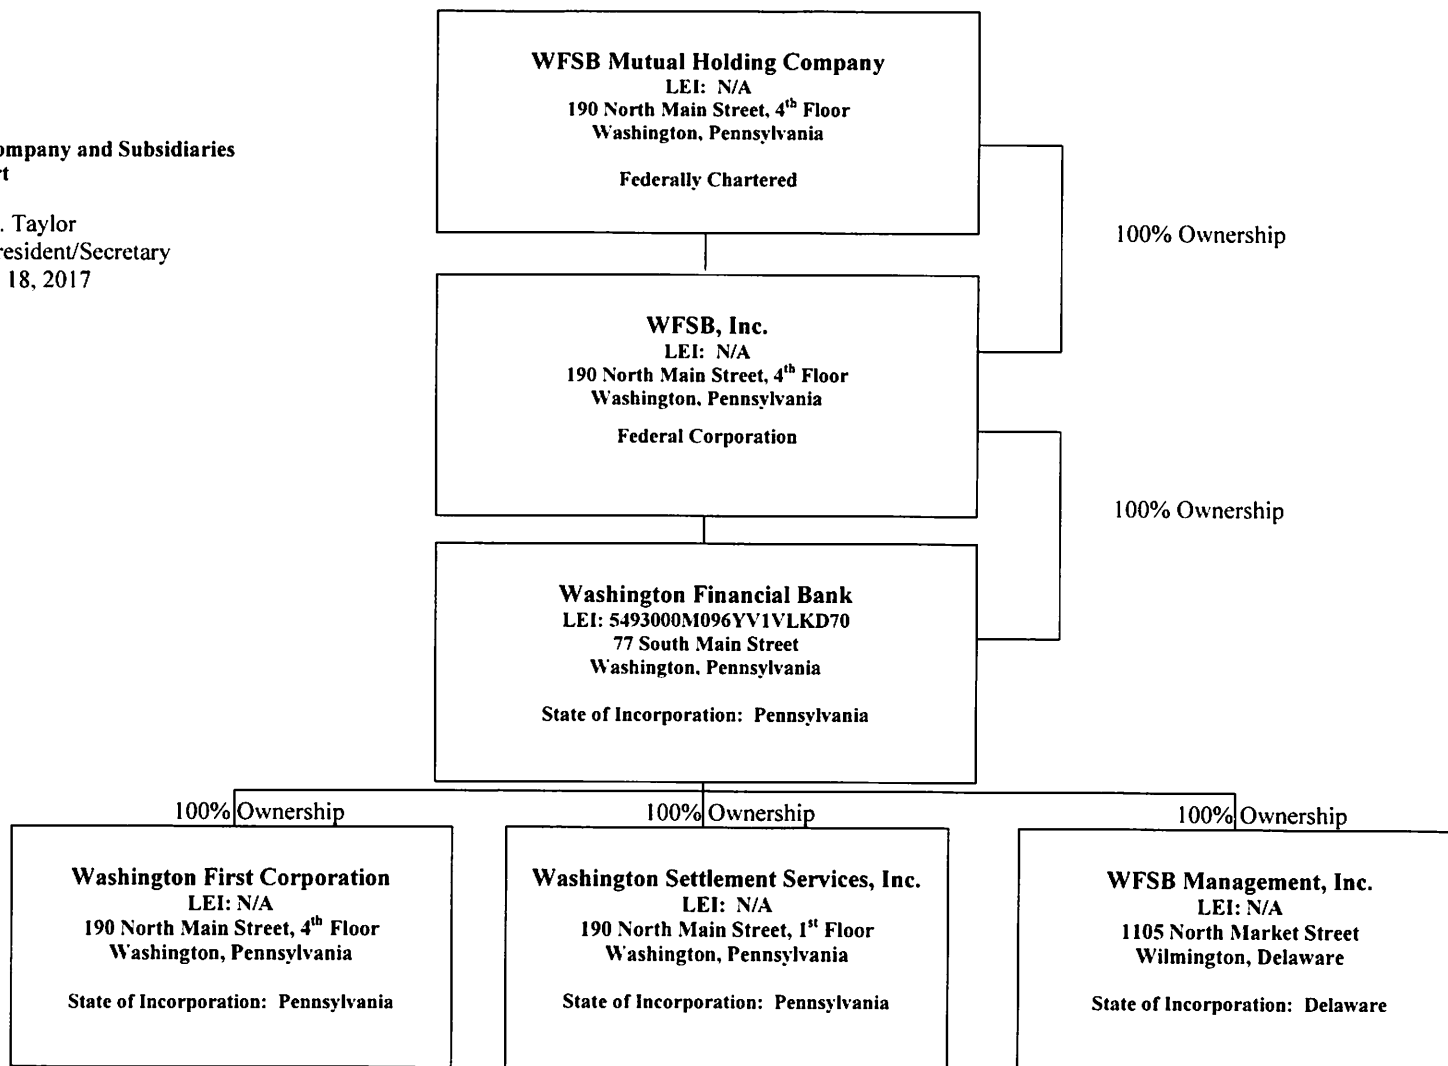 WFSB Mutual Holding Company
LEI: N/A
190 North Main Street, 4th Floor
Washington, Pennsylvania
Federally Chartered
Company and Subsidiaries
. Taylor
resident/Secretary
18, 2017
100% Ownership
WFSB, Inc.
LEI: N/A
190 North Main Street, 4th Floor
Washington, Pennsylvania
Federal Corporation
100% Ownership
Washington Financial Bank
LEI: 5493000M096YV1VLKD70
77 South Main Street
Washington, Pennsylvania
State of Incorporation: Pennsylvania
100% Ownership
Washington First Corporation
LEI: N/A
190 North Main Street, 4th Floor
Washington, Pennsylvania
State of Incorporation: Pennsylvania
100% Ownership
Washington Settlement Services, Inc.
LEI: N/A
190 North Main Street, 1st Floor
Washington, Pennsylvania
State of Incorporation: Pennsylvania
100% Ownership
WFSB Management, Inc.
LEI: N/A
1105 North Market Street
Wilmington, Delaware
State of Incorporation: Delaware